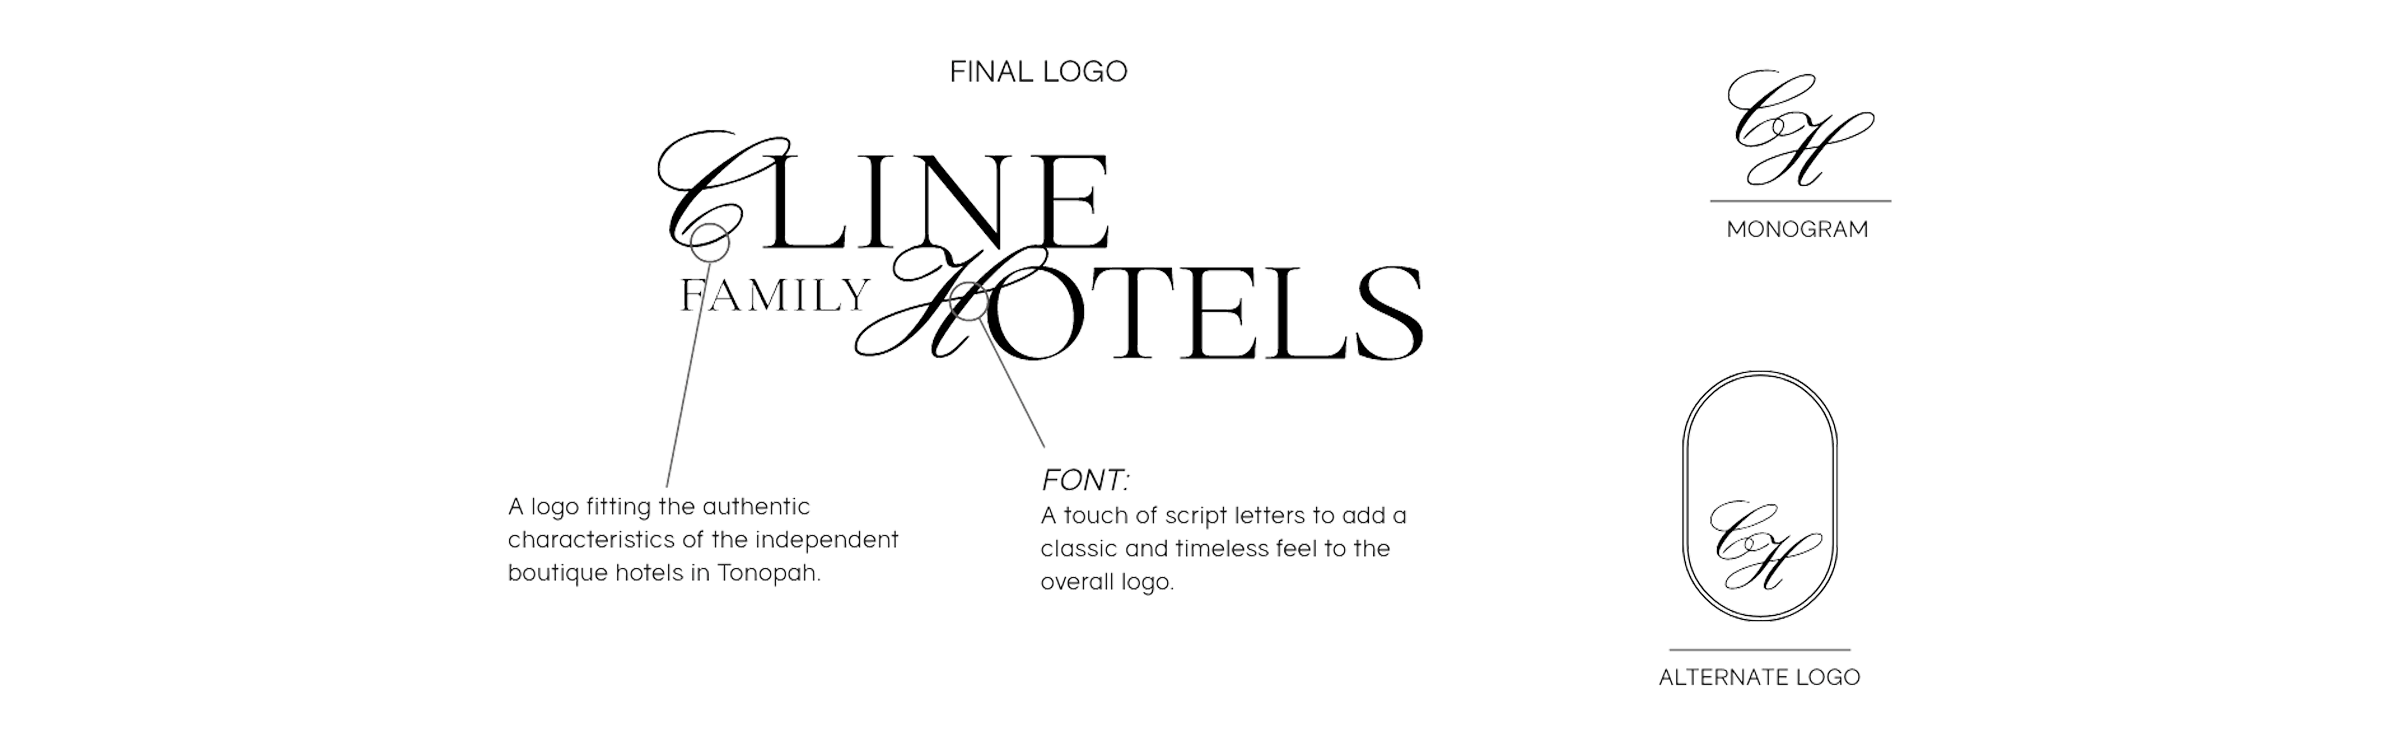 FINAL LOGO
CLINE
FAMILY HOTELS
A logo fitting the authentic
characteristics of the independent
boutique hotels in Tonopah.
FONT:
A touch of script letters to add a
classic and timeless feel to the
overall logo.
CH
MONOGRAM
CH
ALTERNATE LOGO